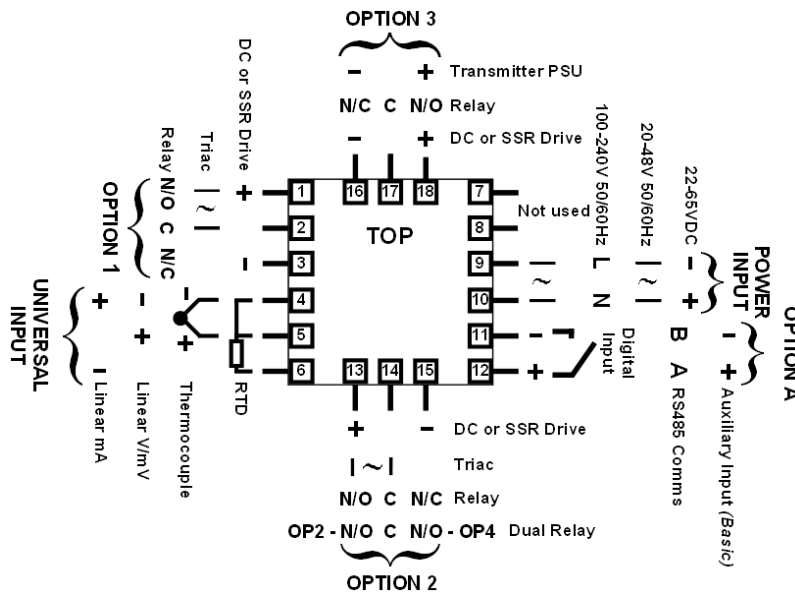 OPTION 3
- + Transmitter PSU
N/C C N/O Relay
- + DC or SSR Drive
16 17 18
TOP
1
2
3
4
5
6
7
8
9
10
11
12
13 14 15
Not used
DC or SSR Drive
+
-
Triac
~
Relay N/O C N/C
OPTION 1
UNIVERSAL
INPUT
+ - Linear mA
- + Linear V/mV
- + Thermocouple
RTD
~
100-240V 50/60Hz L N
20-48V 50/60Hz
~
22-65VDC - +
POWER
INPUT
- +
Digital
Input
B A RS485 Comms
- + Auxiliary Input (Basic)
OPTION A
+ - DC or SSR Drive
~ Triac
N/O C N/C Relay
OP2 - N/O C N/O - OP4 Dual Relay
OPTION 2